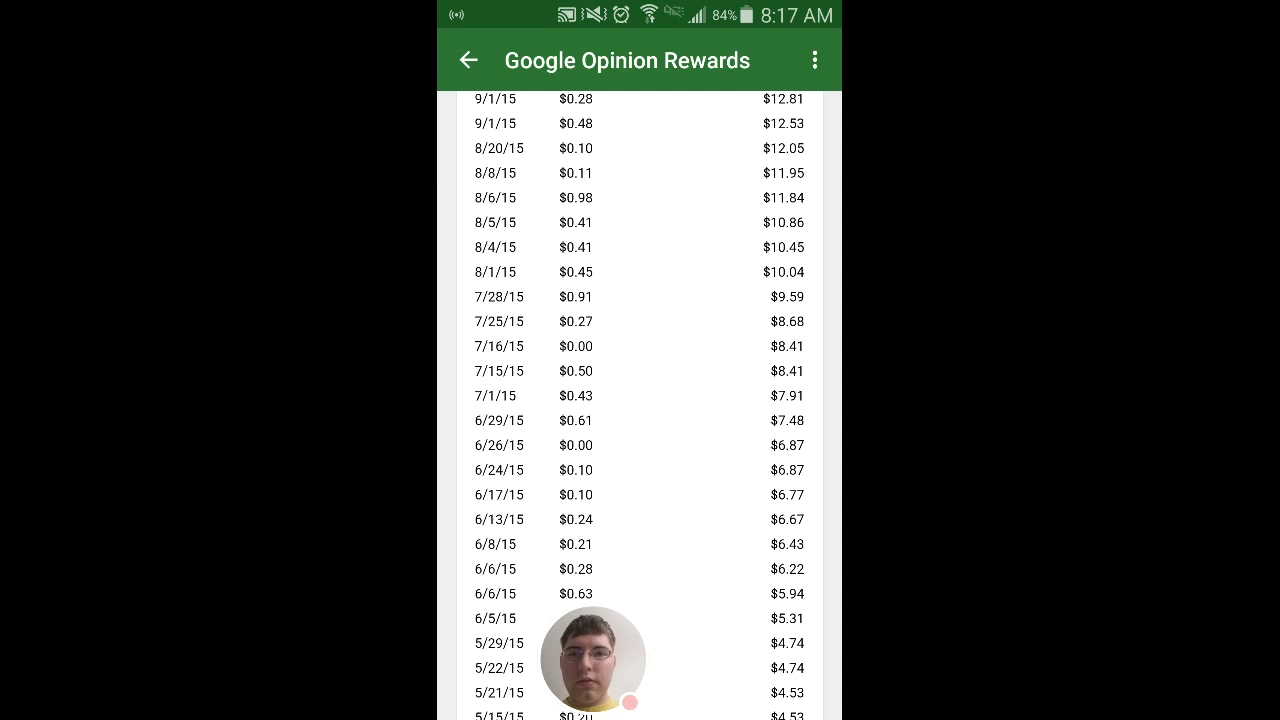 84% 8:17 AM
Google Opinion Rewards
9/1/15 $0.28 $12.81
9/1/15 $0.48 $12.53
8/20/15 $0.10 $12.05
8/8/15 $0.11 $11.95
8/6/15 $0.98 $11.84
8/5/15 $0.41 $10.86
8/4/15 $0.41 $10.45
8/1/15 $0.45 $10.04
7/28/15 $0.91 $9.59
7/25/15 $0.27 $8.68
7/16/15 $0.00 $8.41
7/15/15 $0.50 $8.41
7/1/15 $0.43 $7.91
6/29/15 $0.61 $7.48
6/26/15 $0.00 $6.87
6/24/15 $0.10 $6.87
6/17/15 $0.10 $6.77
6/13/15 $0.24 $6.67
6/8/15 $0.21 $6.43
6/6/15 $0.28 $6.22
6/6/15 $0.63 $5.94
6/5/15 $5.31
5/29/15 $4.74
5/22/15 $4.74
5/21/15 $4.53
5/15/15 $4.53